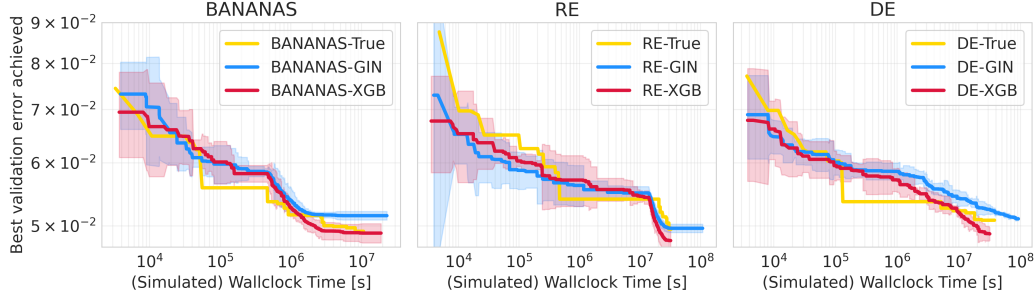 BANANAS
RE
DE
Best validation error achieved
9 × 10⁻²
8 × 10⁻²
7 × 10⁻²
6 × 10⁻²
5 × 10⁻²
BANANAS-True
BANANAS-GIN
BANANAS-XGB
RE-True
RE-GIN
RE-XGB
DE-True
DE-GIN
DE-XGB
10⁴ 10⁵ 10⁶ 10⁷
10⁴ 10⁵ 10⁶ 10⁷ 10⁸
10⁴ 10⁵ 10⁶ 10⁷ 10⁸
(Simulated) Wallclock Time [s]
(Simulated) Wallclock Time [s]
(Simulated) Wallclock Time [s]